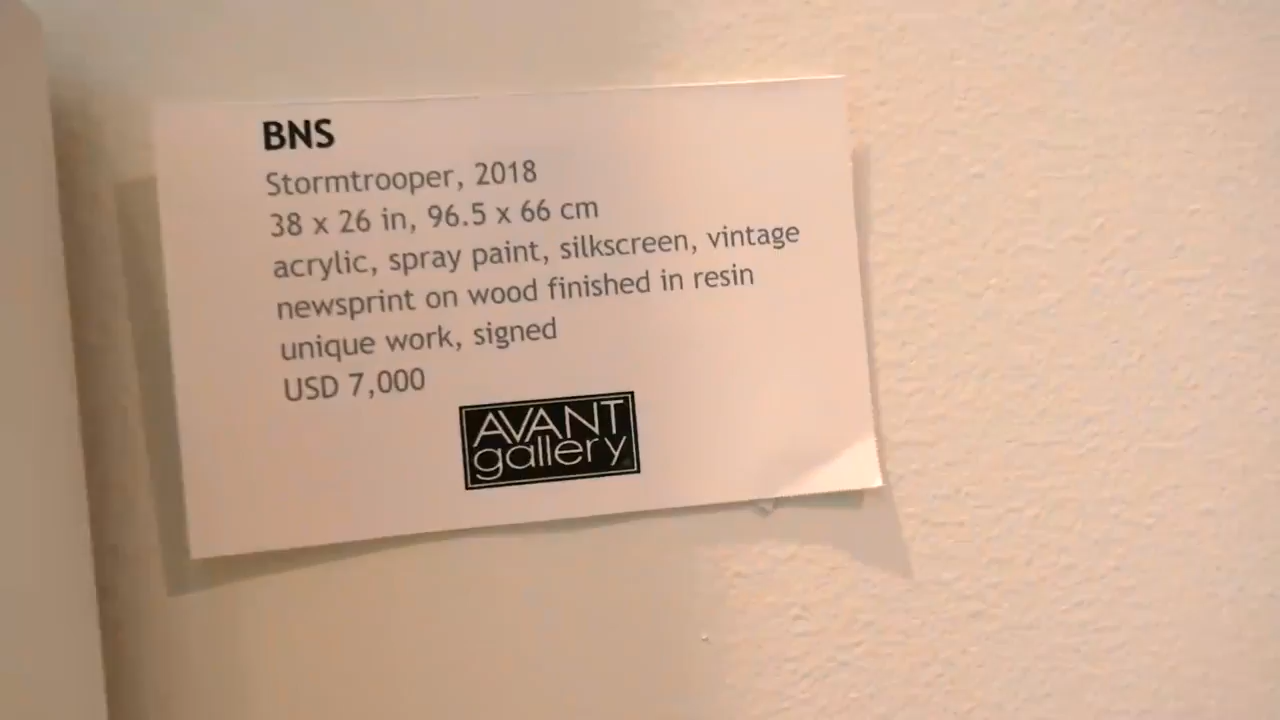 BNS
Stormtrooper, 2018
38 x 26 in, 96.5 x 66 cm
acrylic, spray paint, silkscreen, vintage
newsprint on wood finished in resin
unique work, signed
USD 7,000
AVANT
gallery